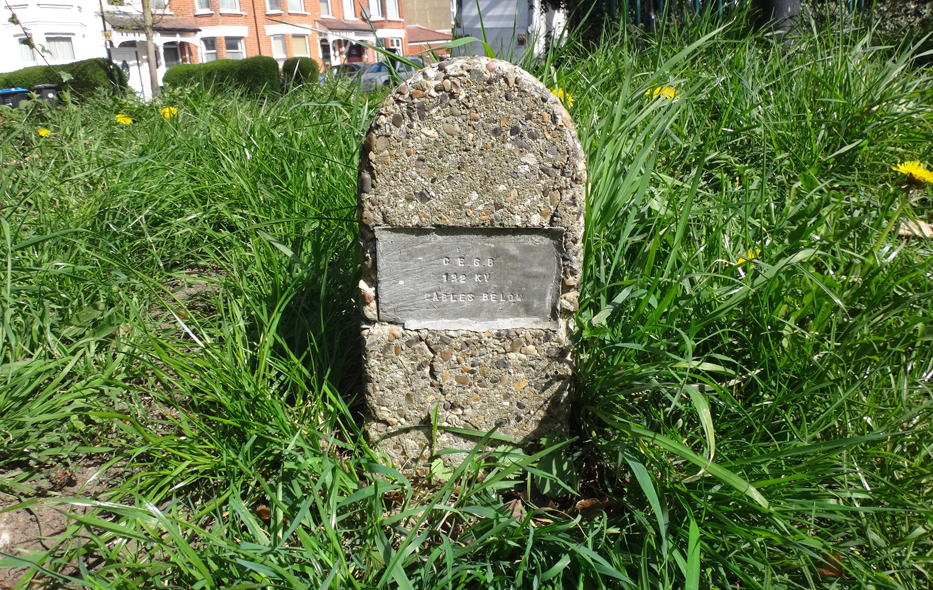 C E G B
132 KV
CABLES BELOW